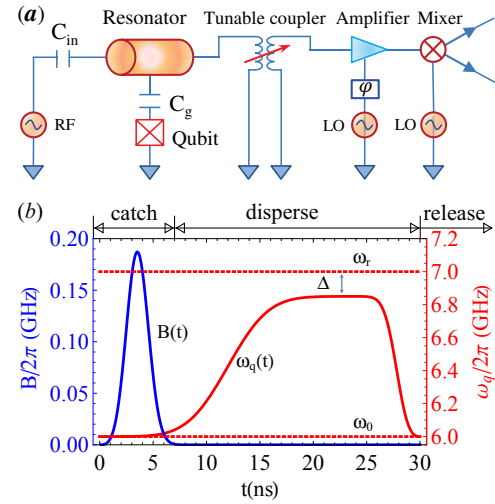 (a)
Resonator
Tunable coupler
Amplifier
Mixer
C_in
C_g
φ
RF
Qubit
LO
LO
(b)
catch
disperse
release
0.20
0.15
0.10
0.05
0.00
B/2π (GHz)
7.2
7.0
6.8
6.6
6.4
6.2
6.0
ω_q/2π (GHz)
ω_r
Δ
B(t)
ω_q(t)
ω_0
0 5 10 15 20 25 30
t(ns)